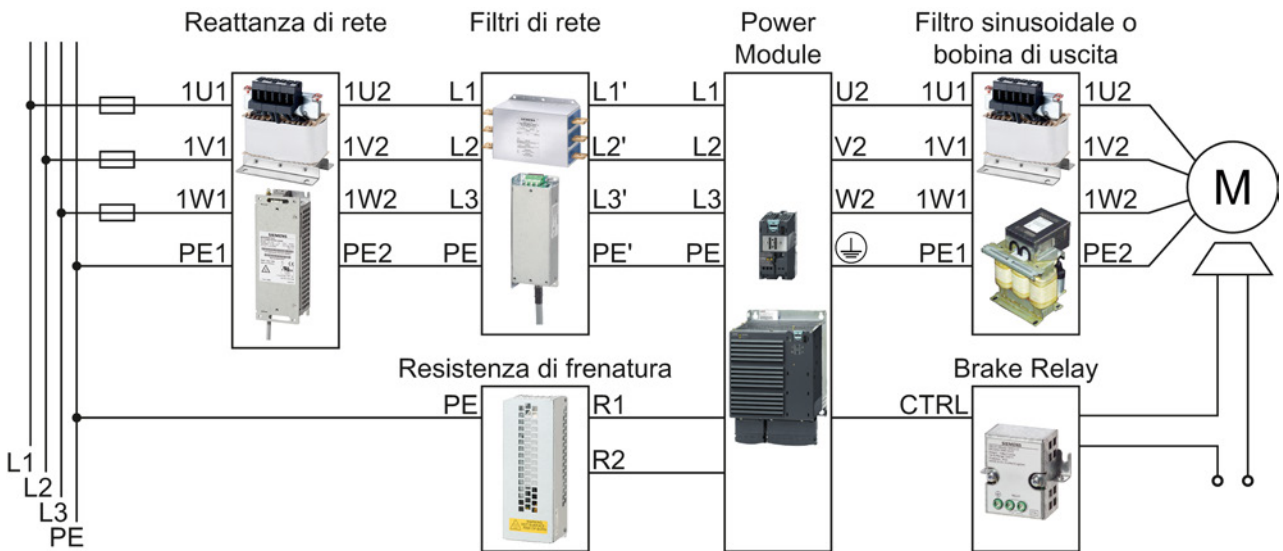 Reattanza di rete
Filtri di rete
Power
Module
Filtro sinusoidale o
bobina di uscita
1U1 1U2 L1 L1' L1 U2 1U1 1U2
1V1 1V2 L2 L2' L2 V2 1V1 1V2
1W1 1W2 L3 L3' L3 W2 1W1 1W2
PE1 PE2 PE PE' PE PE1 PE2
M
Resistenza di frenatura
Brake Relay
PE R1 CTRL
R2
L1
L2
L3
PE
SIEMENS
SIEMENS
SIEMENS